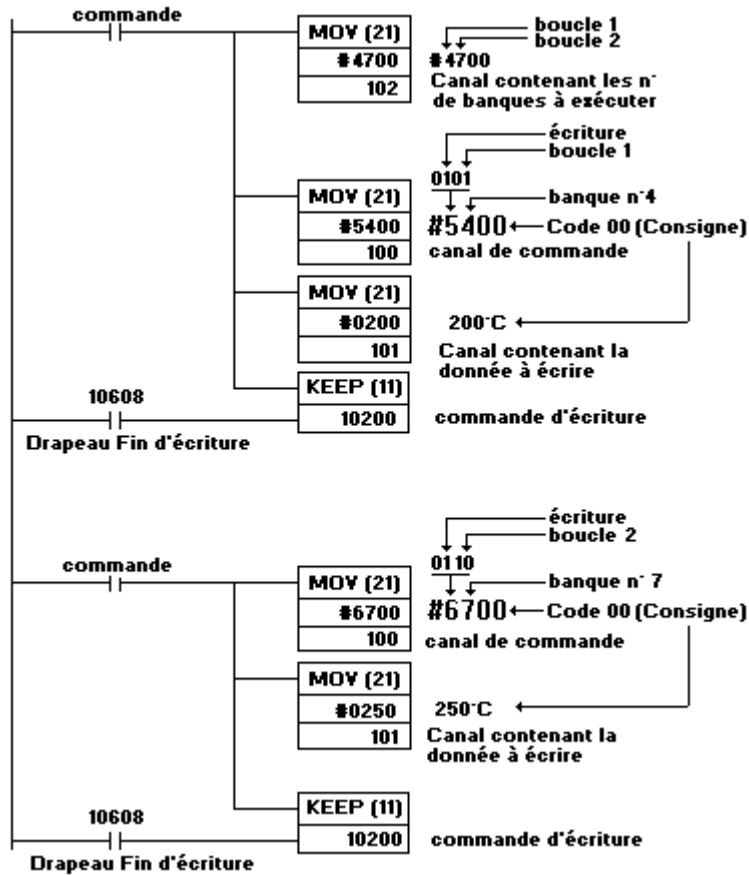 commande
MOV (21)
#4700
102
boucle 1
boucle 2
#4700
Canal contenant les n°
de banques à exécuter
écriture
boucle 1
0101
MOV (21)
#5400
100
banque n°4
#5400
Code 00 (Consigne)
canal de commande
MOV (21)
#0200
101
200°C
Canal contenant la
donnée à écrire
KEEP (11)
10200
10608
commande d'écriture
Drapeau Fin d'écriture
écriture
boucle 2
0110
commande
MOV (21)
#6700
100
banque n° 7
#6700
Code 00 (Consigne)
canal de commande
MOV (21)
#0250
101
250°C
Canal contenant la
donnée à écrire
KEEP (11)
10200
10608
commande d'écriture
Drapeau Fin d'écriture